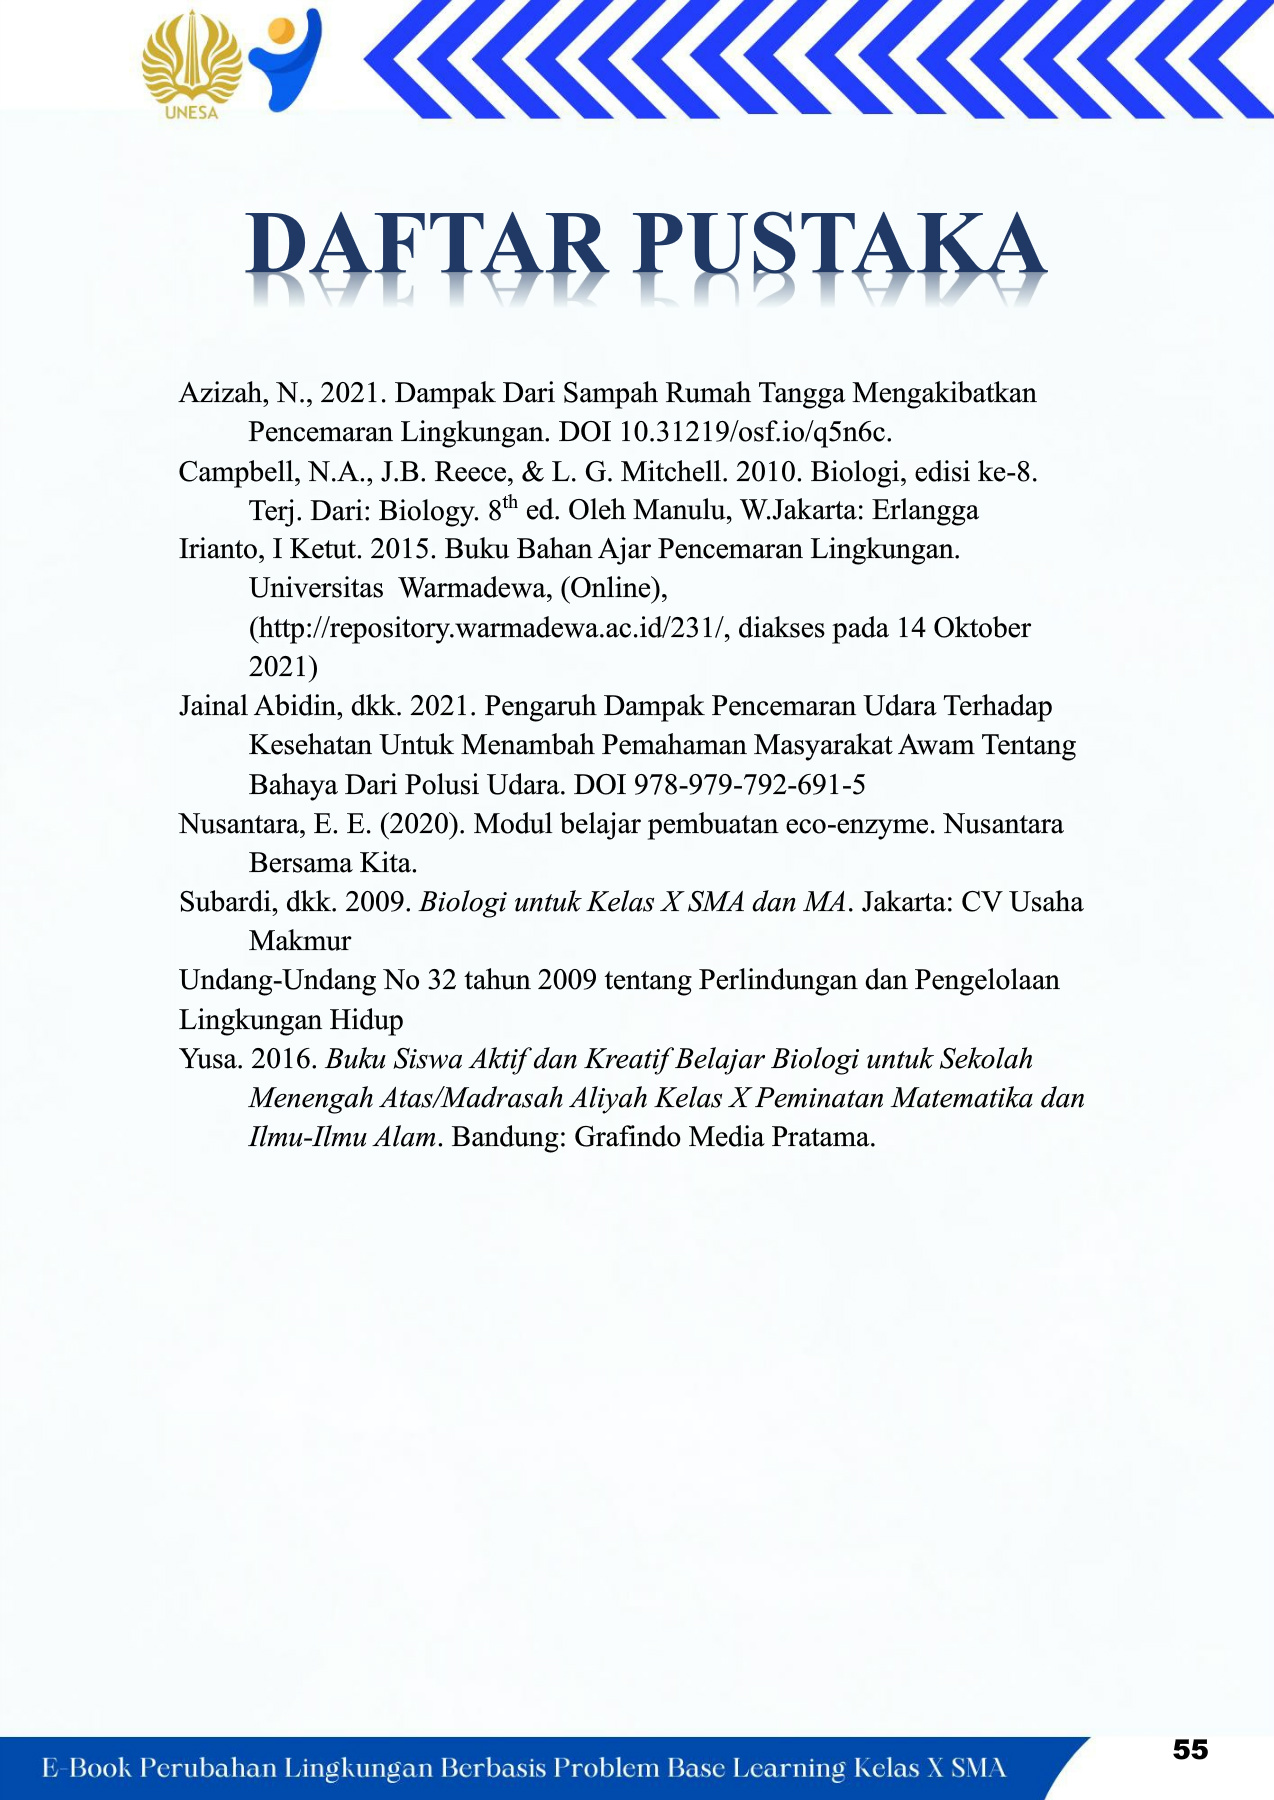 UNESA
DAFTAR PUSTAKA
Azizah, N., 2021. Dampak Dari Sampah Rumah Tangga Mengakibatkan
Pencemaran Lingkungan. DOI 10.31219/osf.io/q5n6c.
Campbell, N.A., J.B. Reece, & L. G. Mitchell. 2010. Biologi, edisi ke-8.
Terj. Dari: Biology. 8th ed. Oleh Manulu, W.Jakarta: Erlangga
Irianto, I Ketut. 2015. Buku Bahan Ajar Pencemaran Lingkungan.
Universitas  Warmadewa, (Online),
(http://repository.warmadewa.ac.id/231/, diakses pada 14 Oktober
2021)
Jainal Abidin, dkk. 2021. Pengaruh Dampak Pencemaran Udara Terhadap
Kesehatan Untuk Menambah Pemahaman Masyarakat Awam Tentang
Bahaya Dari Polusi Udara. DOI 978-979-792-691-5
Nusantara, E. E. (2020). Modul belajar pembuatan eco-enzyme. Nusantara
Bersama Kita.
Subardi, dkk. 2009. Biologi untuk Kelas X SMA dan MA. Jakarta: CV Usaha
Makmur
Undang-Undang No 32 tahun 2009 tentang Perlindungan dan Pengelolaan
Lingkungan Hidup
Yusa. 2016. Buku Siswa Aktif dan Kreatif Belajar Biologi untuk Sekolah
Menengah Atas/Madrasah Aliyah Kelas X Peminatan Matematika dan
Ilmu-Ilmu Alam. Bandung: Grafindo Media Pratama.
E-Book Perubahan Lingkungan Berbasis Problem Base Learning Kelas X SMA
55